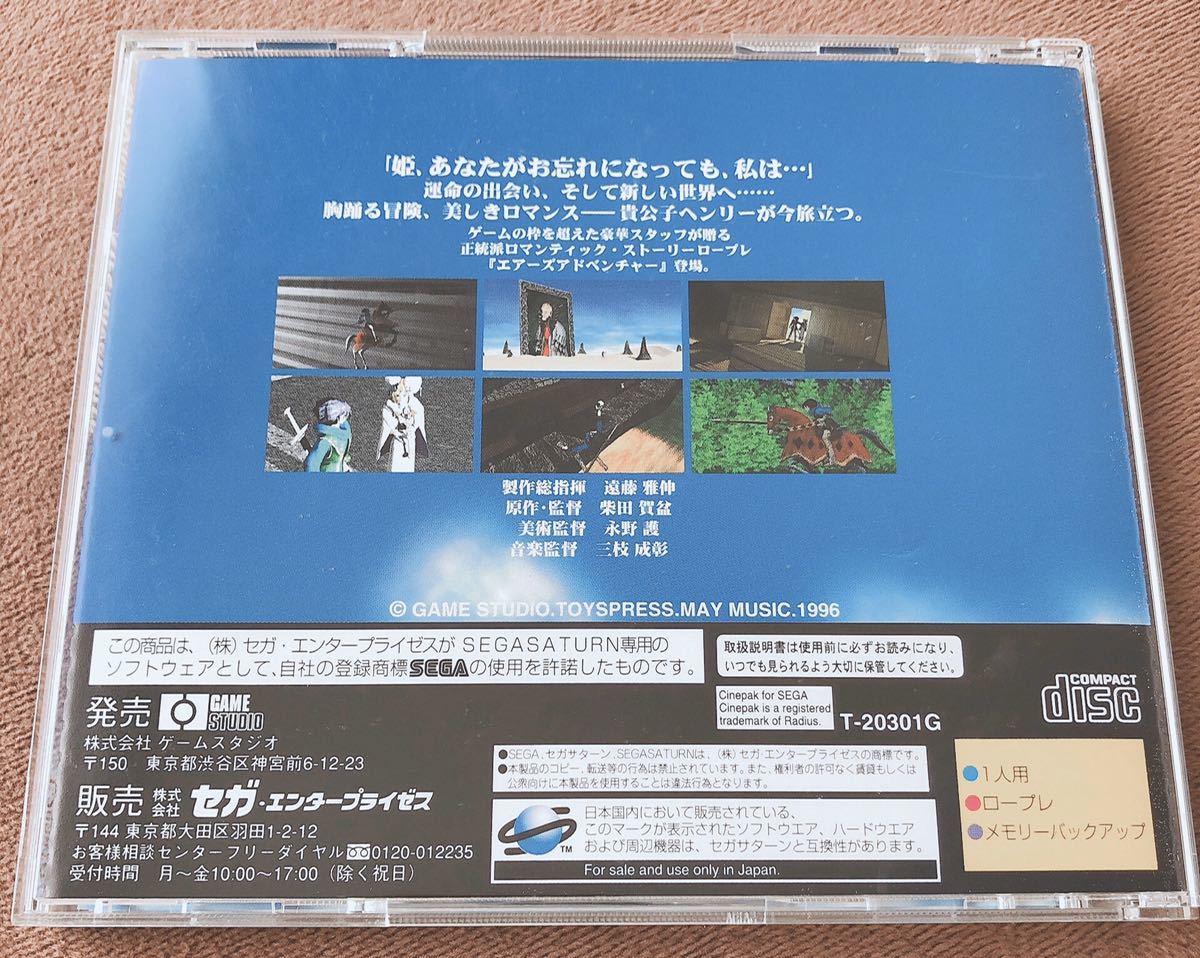 「姫、あなたがお忘れになっても、私は…」
運命の出会い、そして新しい世界へ……
胸踊る冒険、美しきロマンス──貴公子ヘンリーが今旅立つ。
ゲームの枠を超えた豪華スタッフが贈る
正統派ロマンティック・ストーリーロープレ
『エアーズアドベンチャー』登場。
製作総指揮 遠藤 雅伸
原作・監督 柴田 賀盆
美術監督 永野 護
音楽監督 三枝 成彰
© GAME STUDIO.TOYSPRESS.MAY MUSIC.1996
この商品は、(株)セガ・エンタープライゼスがSEGASATURN専用の
ソフトウェアとして、自社の登録商標SEGAの使用を許諾したものです。
取扱説明書は使用前に必ずお読みになり、
いつでも見られるよう大切に保管してください。
発売 GAME STUDIO
株式会社 ゲームスタジオ
〒150 東京都渋谷区神宮前6-12-23
販売 株式会社 セガ・エンタープライゼス
〒144 東京都大田区羽田1-2-12
お客様相談センターフリーダイヤル 0120-012235
受付時間 月〜金10:00〜17:00(除く祝日)
Cinepak for SEGA
Cinepak is a registered
trademark of Radius.
T-20301G
COMPACT
disc
●SEGA、セガサターン、SEGASATURNは、(株)セガ・エンタープライゼスの商標です。
●本製品のコピー、転送等の行為は禁止されています。また、権利者の許可なく賃貸もしくは
公衆向けに本製品を使用することは違法行為となります。
TM
日本国内において販売されている、
このマークが表示されたソフトウエア、ハードウエア
および周辺機器は、セガサターンと互換性があります。
For sale and use only in Japan.
●1人用
●ロープレ
●メモリーバックアップ